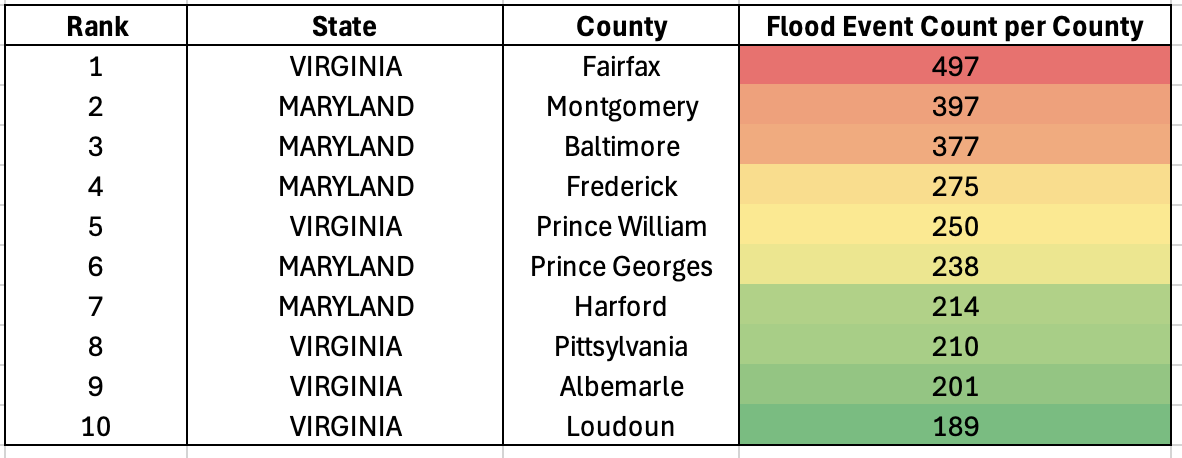 Rank State County Flood Event Count per County
1 VIRGINIA Fairfax 497
2 MARYLAND Montgomery 397
3 MARYLAND Baltimore 377
4 MARYLAND Frederick 275
5 VIRGINIA Prince William 250
6 MARYLAND Prince Georges 238
7 MARYLAND Harford 214
8 VIRGINIA Pittsylvania 210
9 VIRGINIA Albemarle 201
10 VIRGINIA Loudoun 189